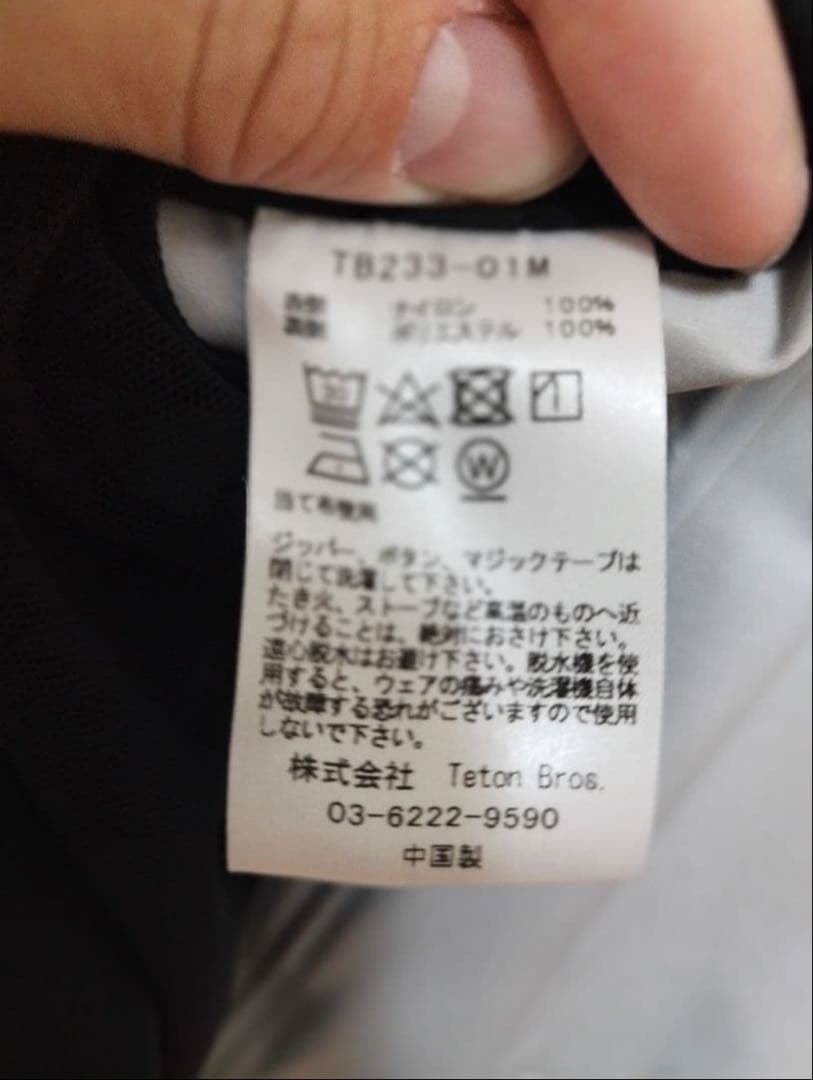 TB233-01M
表側 ナイロン 100%
裏側 ポリエステル 100%
30
W
当て布使用
ジッパー、ボタン、マジックテープは
閉じて洗濯して下さい。
たき火、ストーブなど高温のものへ近
づけることは、絶対におさけ下さい。
遠心脱水はお避け下さい。脱水機を使
用すると、ウェアの痛みや洗濯機自体
が故障する恐れがございますので使用
しないで下さい。
株式会社 Teton Bros.
03-6222-9590
中国製